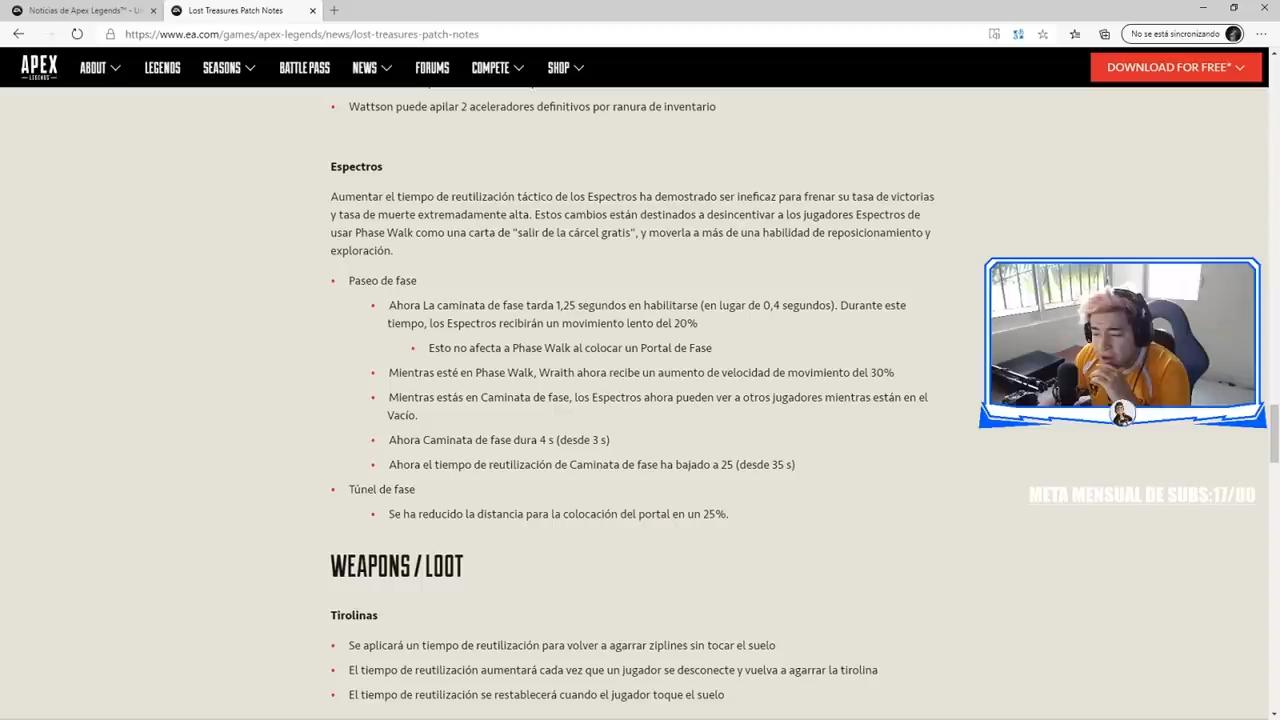 Noticias de Apex Legends™ - U
Lost Treasures Patch Notes
https://www.ea.com/games/apex-legends/news/lost-treasures-patch-notes
No se está sincronizando
APEX
LEGENDS
ABOUT
LEGENDS
SEASONS
BATTLE PASS
NEWS
FORUMS
COMPETE
SHOP
DOWNLOAD FOR FREE*
Wattson puede apilar 2 aceleradores definitivos por ranura de inventario
Espectros
Aumentar el tiempo de reutilización táctico de los Espectros ha demostrado ser ineficaz para frenar su tasa de victorias
y tasa de muerte extremadamente alta. Estos cambios están destinados a desincentivar a los jugadores Espectros de
usar Phase Walk como una carta de "salir de la cárcel gratis", y moverla a más de una habilidad de reposicionamiento y
exploración.
Paseo de fase
Ahora La caminata de fase tarda 1,25 segundos en habilitarse (en lugar de 0,4 segundos). Durante este
tiempo, los Espectros recibirán un movimiento lento del 20%
Esto no afecta a Phase Walk al colocar un Portal de Fase
Mientras esté en Phase Walk, Wraith ahora recibe un aumento de velocidad de movimiento del 30%
Mientras estás en Caminata de fase, los Espectros ahora pueden ver a otros jugadores mientras están en el
Vacío.
Ahora Caminata de fase dura 4 s (desde 3 s)
Ahora el tiempo de reutilización de Caminata de fase ha bajado a 25 (desde 35 s)
Túnel de fase
Se ha reducido la distancia para la colocación del portal en un 25%.
META MENSUAL DE SUBS:17/00
WEAPONS / LOOT
Tirolinas
Se aplicará un tiempo de reutilización para volver a agarrar ziplines sin tocar el suelo
El tiempo de reutilización aumentará cada vez que un jugador se desconecte y vuelva a agarrar la tirolina
El tiempo de reutilización se restablecerá cuando el jugador toque el suelo